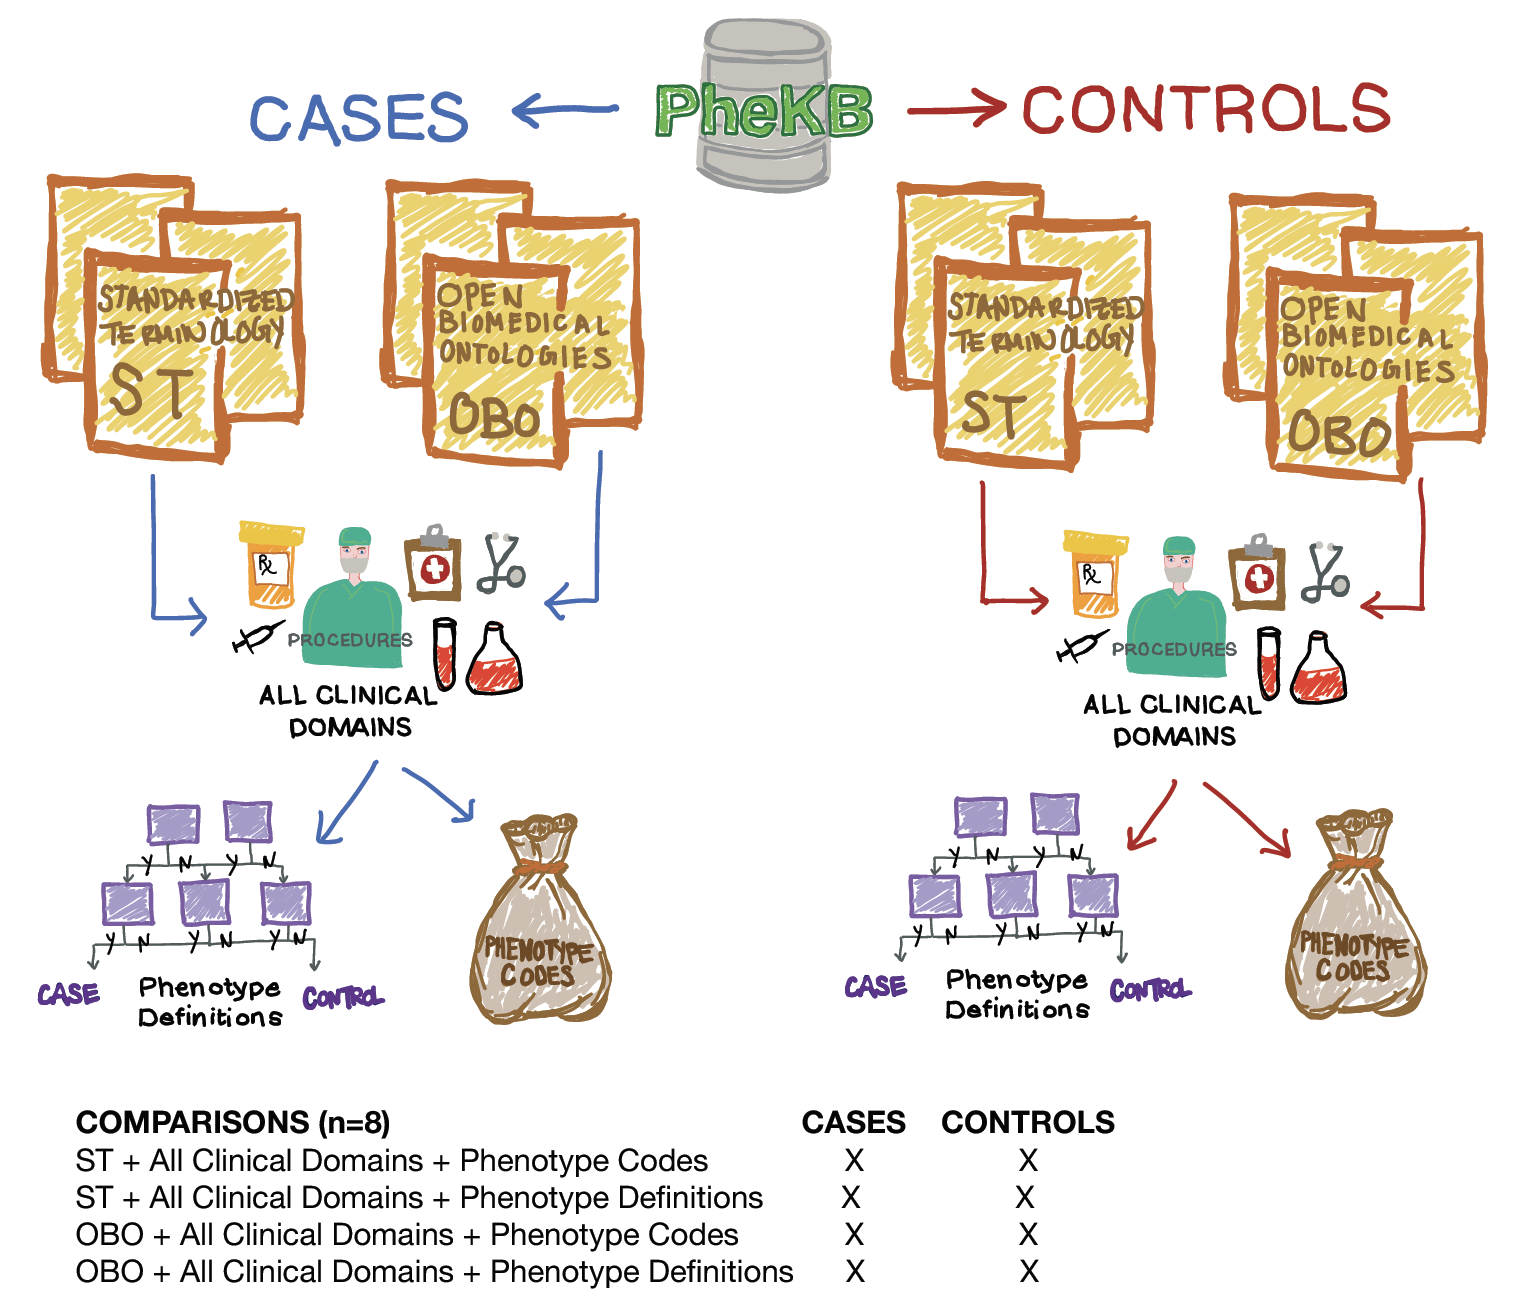 CASES
PheKB
CONTROLS
STANDARDIZED
TERMINOLOGY
ST
OPEN
BIOMEDICAL
ONTOLOGIES
OBO
STANDARDIZED
TERMINOLOGY
ST
OPEN
BIOMEDICAL
ONTOLOGIES
OBO
Rx
PROCEDURES
ALL CLINICAL
DOMAINS
Rx
PROCEDURES
ALL CLINICAL
DOMAINS
Y N Y N
Y N Y N Y N
CASE
Phenotype
Definitions
CONTROL
PHENOTYPE
CODES
Y N Y N
Y N Y N Y N
CASE
Phenotype
Definitions
CONTROL
PHENOTYPE
CODES
COMPARISONS (n=8) CASES CONTROLS
ST + All Clinical Domains + Phenotype Codes X X
ST + All Clinical Domains + Phenotype Definitions X X
OBO + All Clinical Domains + Phenotype Codes X X
OBO + All Clinical Domains + Phenotype Definitions X X